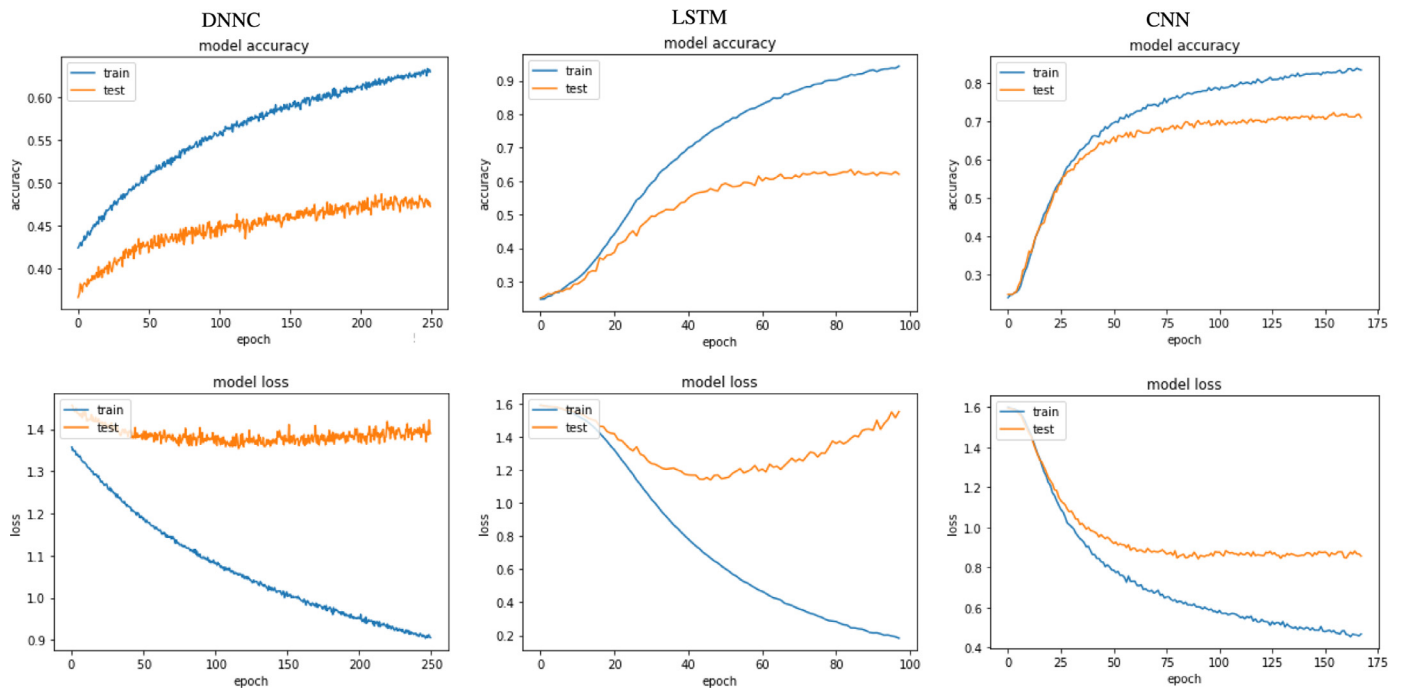 DNNC
model accuracy
train
test
accuracy
0.60
0.55
0.50
0.45
0.40
0 50 100 150 200 250
epoch
LSTM
model accuracy
train
test
accuracy
0.9
0.8
0.7
0.6
0.5
0.4
0.3
0 20 40 60 80 100
epoch
CNN
model accuracy
train
test
accuracy
0.8
0.7
0.6
0.5
0.4
0.3
0 25 50 75 100 125 150 175
epoch
model loss
train
test
loss
1.4
1.3
1.2
1.1
1.0
0.9
0 50 100 150 200 250
epoch
model loss
train
test
loss
1.6
1.4
1.2
1.0
0.8
0.6
0.4
0.2
0 20 40 60 80 100
epoch
model loss
train
test
loss
1.6
1.4
1.2
1.0
0.8
0.6
0.4
0 25 50 75 100 125 150 175
epoch